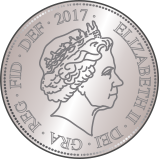 ELIZABETH II · DEI · GRA · REG · FID · DEF · 2017